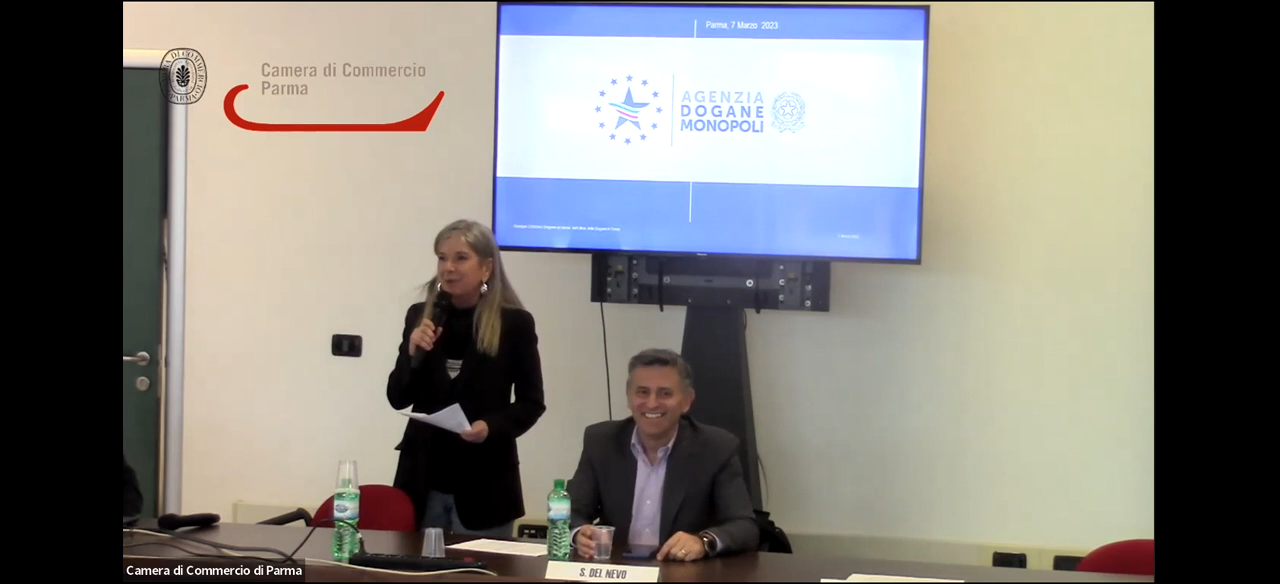 Parma, 7 Marzo 2023
Camera di Commercio
Parma
AGENZIA
DOGANE
MONOPOLI
S. DEL NEVO
Camera di Commercio di Parma